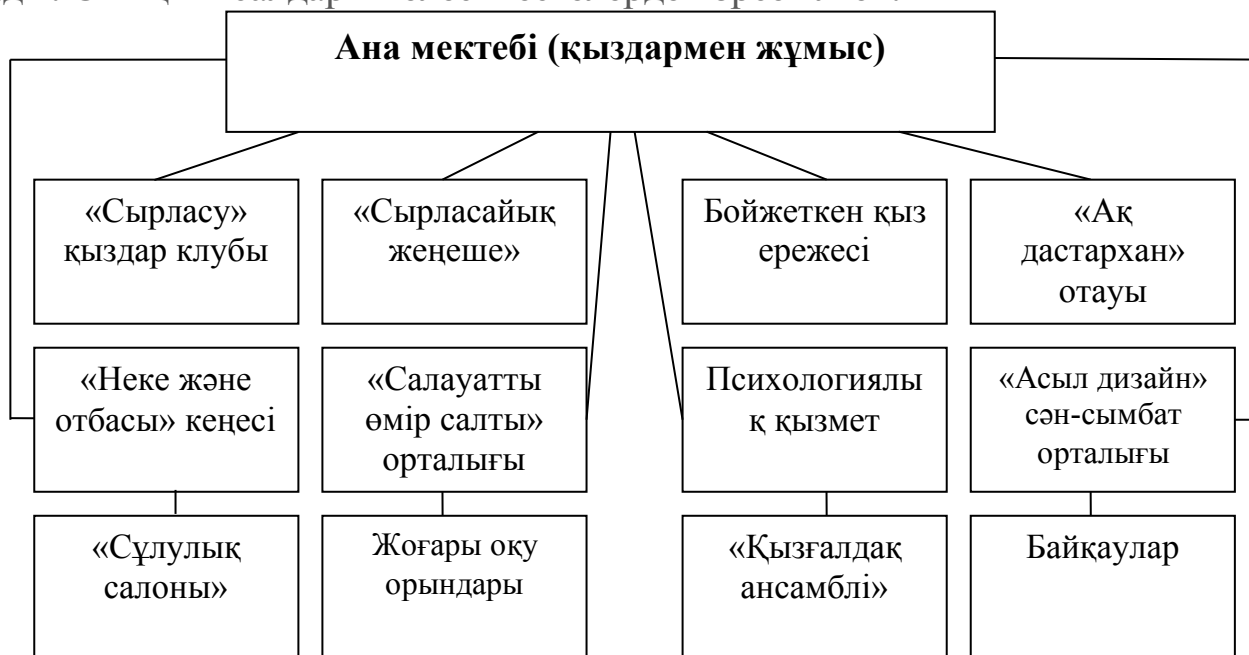 Ана мектебі (қыздармен жұмыс)
«Сырласу»
қыздар клубы
«Сырласайық
жеңеше»
Бойжеткен қыз
ережесі
«Ақ
дастархан»
отауы
«Неке және
отбасы» кеңесі
«Салауатты
өмір салты»
орталығы
Психологиялы
қ қызмет
«Асыл дизайн»
сән-сымбат
орталығы
«Сұлулық
салоны»
Жоғары оқу
орындары
«Қызғалдақ
ансамблі»
Байқаулар